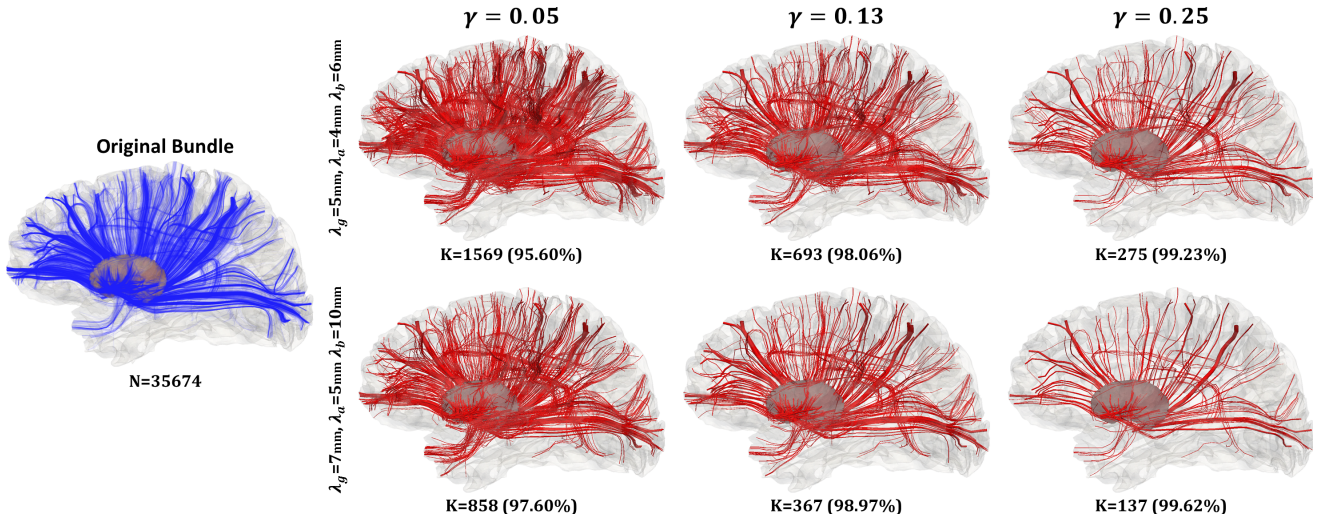 γ = 0.05
γ = 0.13
γ = 0.25
λg=5mm, λa=4mm λb=6mm
Original Bundle
N=35674
K=1569 (95.60%)
K=693 (98.06%)
K=275 (99.23%)
λg=7mm, λa=5mm λb=10mm
K=858 (97.60%)
K=367 (98.97%)
K=137 (99.62%)